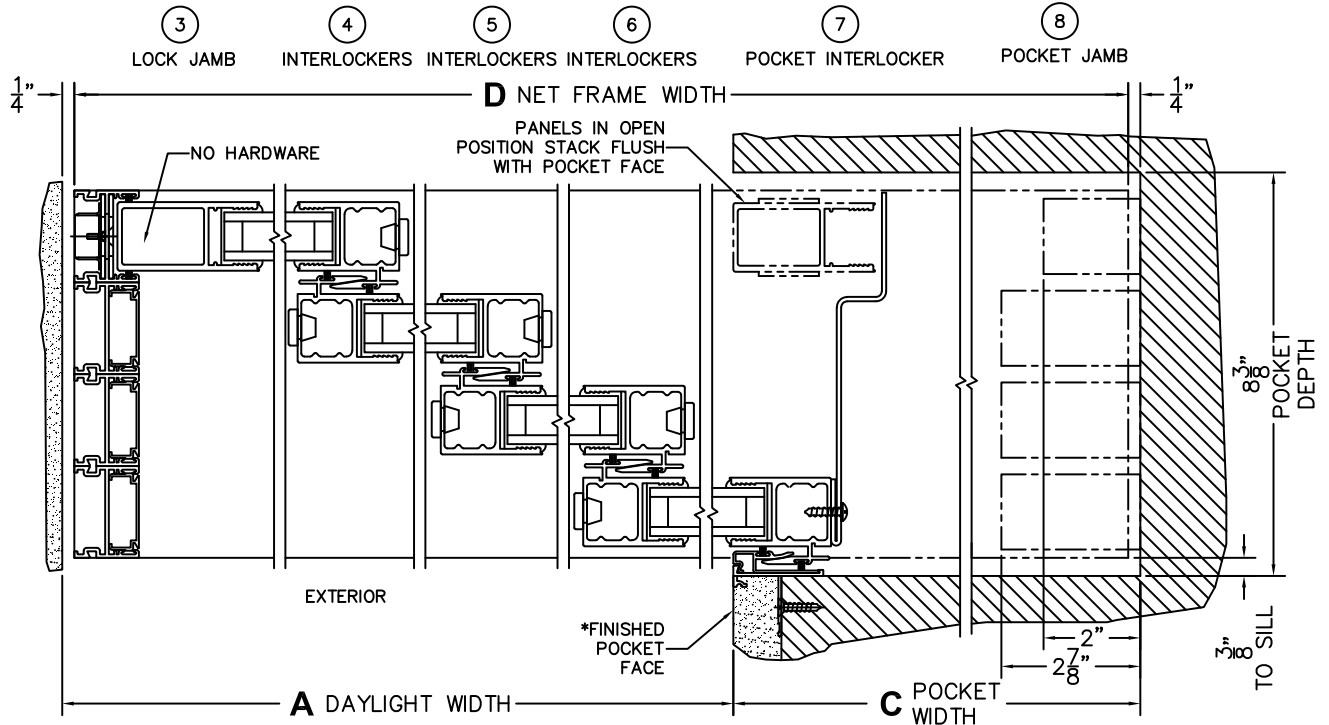 3 4 5 6 7 8
LOCK JAMB INTERLOCKERS INTERLOCKERS INTERLOCKERS POCKET INTERLOCKER POCKET JAMB
1/4" D NET FRAME WIDTH 1/4"
PANELS IN OPEN
POSITION STACK FLUSH
WITH POCKET FACE
NO HARDWARE
8 3/8"
POCKET
DEPTH
EXTERIOR
*FINISHED
POCKET
FACE
2"
2 7/8"
3/8"
TO SILL
A DAYLIGHT WIDTH
C POCKET
WIDTH